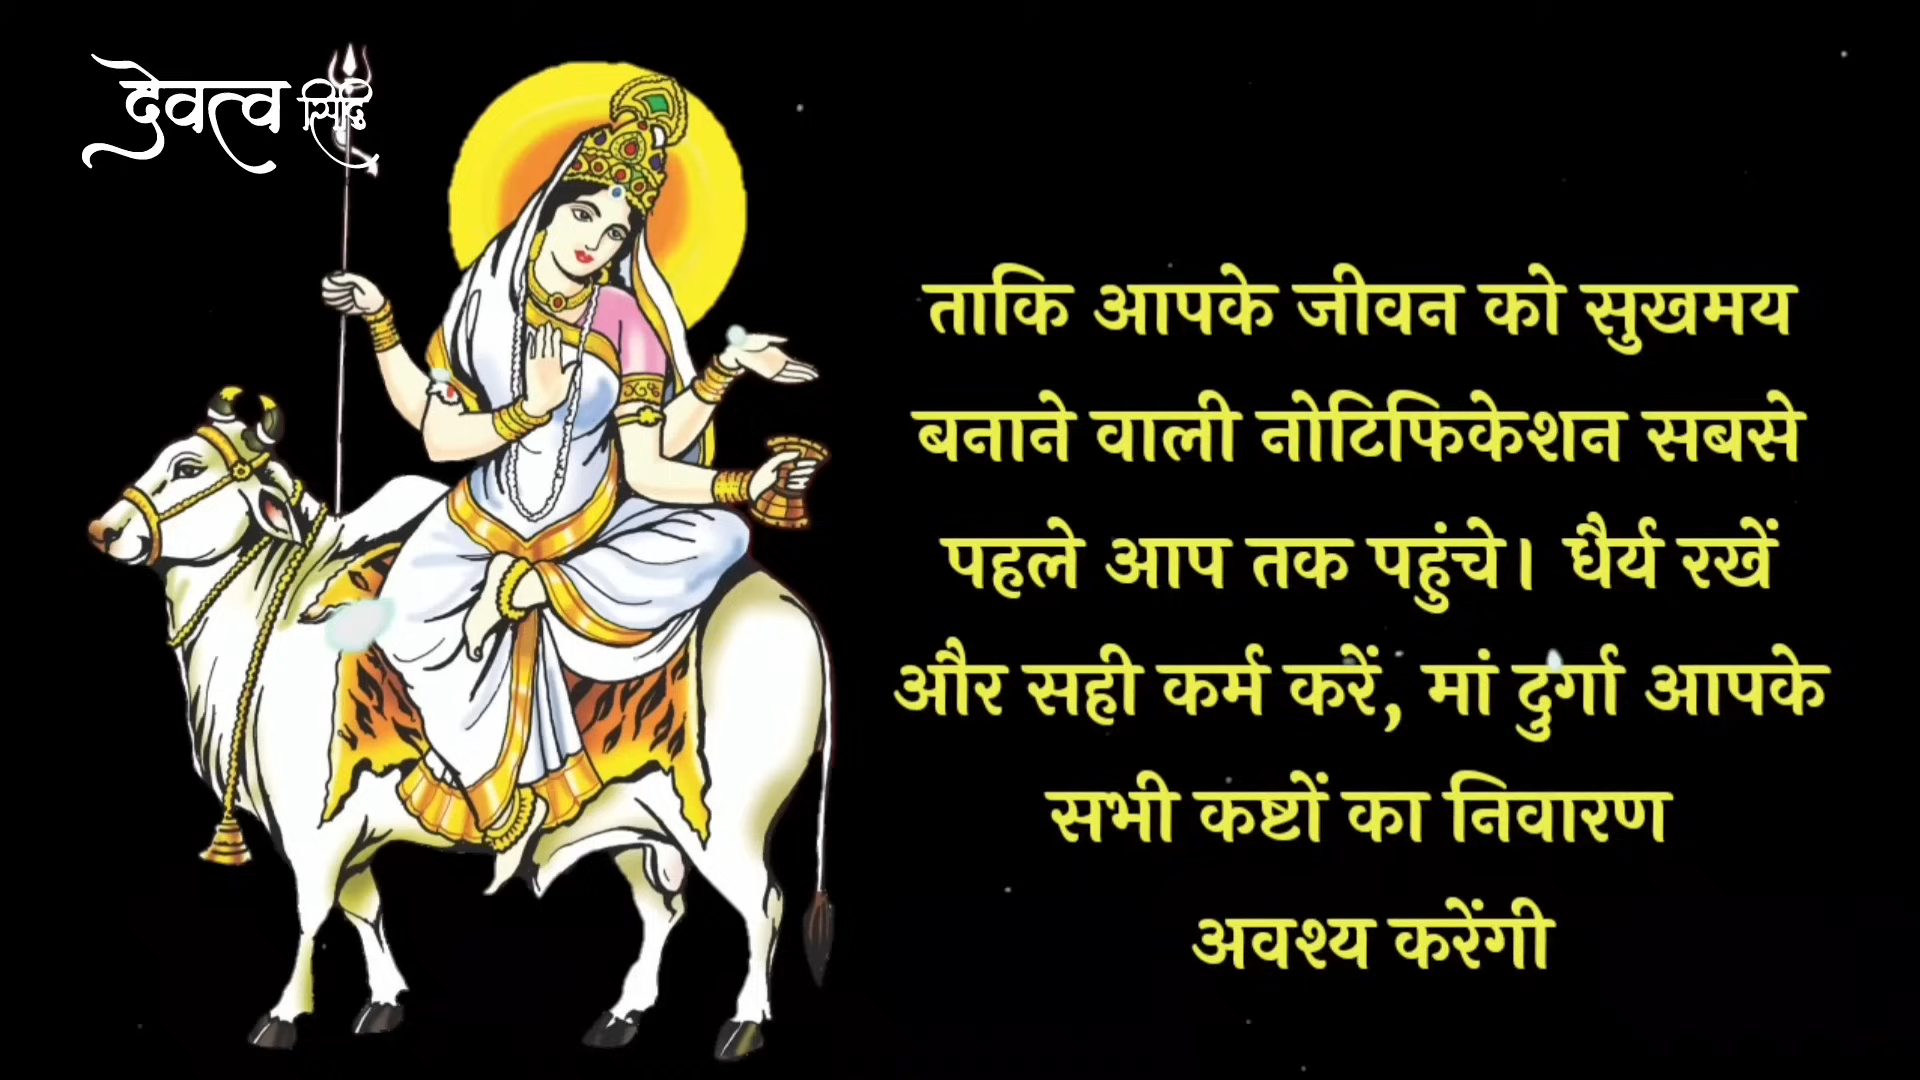 देवत्व सिद्धि
ताकि आपके जीवन को सुखमय
बनाने वाली नोटिफिकेशन सबसे
पहले आप तक पहुंचे। धैर्य रखें
और सही कर्म करें, मां दुर्गा आपके
सभी कष्टों का निवारण
अवश्य करेंगी